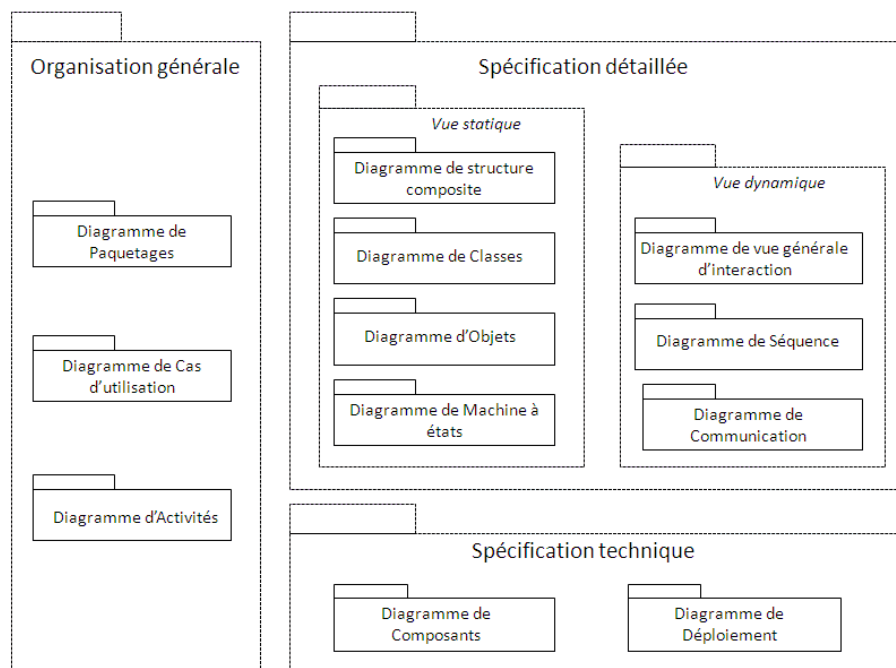 Organisation générale
Diagramme de
Paquetages
Diagramme de Cas
d’utilisation
Diagramme d’Activités
Spécification détaillée
Vue statique
Diagramme de structure
composite
Diagramme de Classes
Diagramme d’Objets
Diagramme de Machine à
états
Vue dynamique
Diagramme de vue générale
d’interaction
Diagramme de Séquence
Diagramme de
Communication
Spécification technique
Diagramme de
Composants
Diagramme de
Déploiement